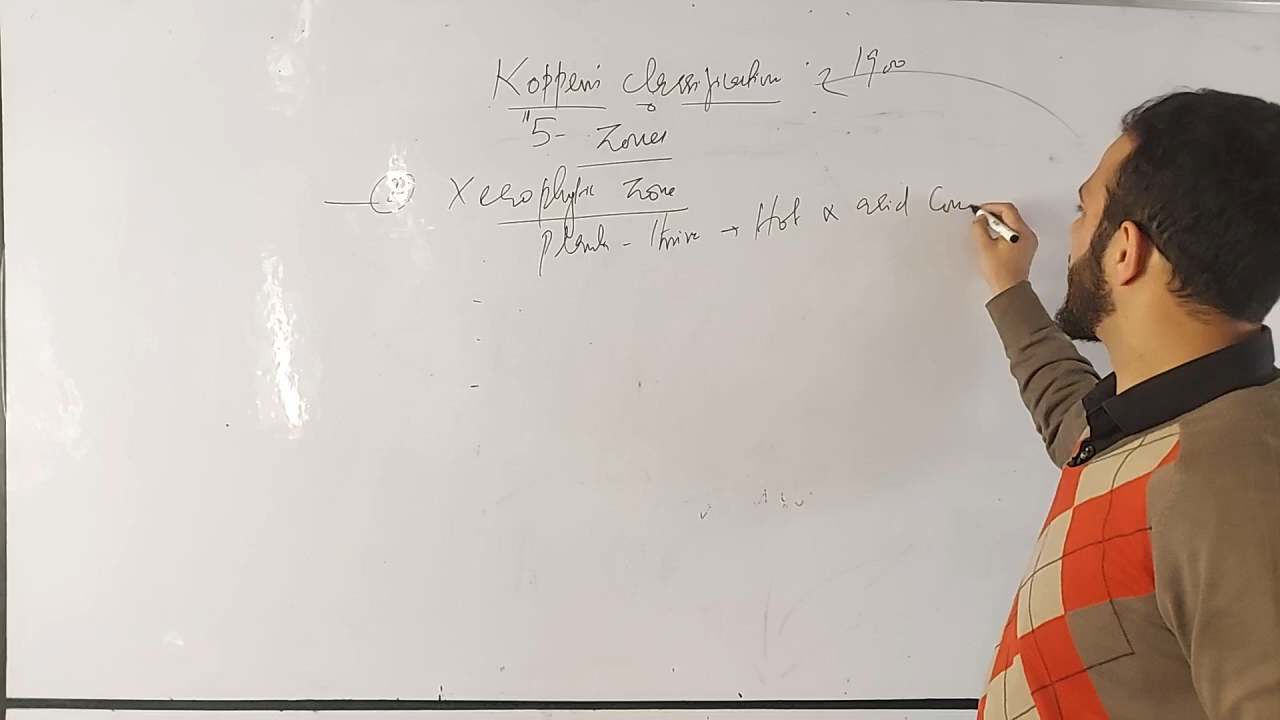 Koppen's classification : 1900
"5- Zones
(2) Xerophytic Zone
Plants - thrive → Hot & arid Con